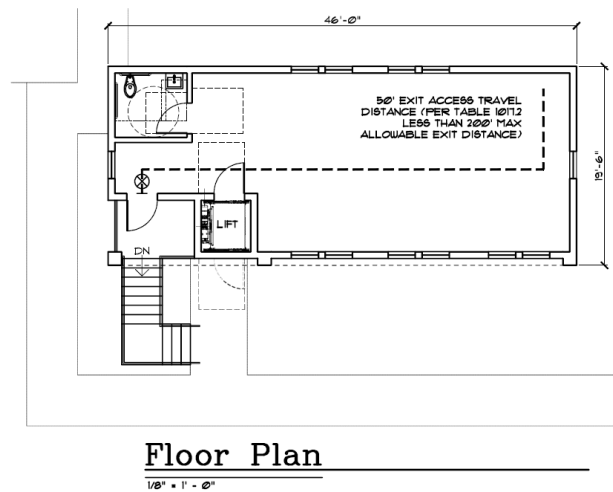 46'-0"
50' EXIT ACCESS TRAVEL
DISTANCE (PER TABLE 1017.2
LESS THAN 200' MAX
ALLOWABLE EXIT DISTANCE)
19'-6"
LIFT
DN
Floor Plan
1/8" = 1' - 0"